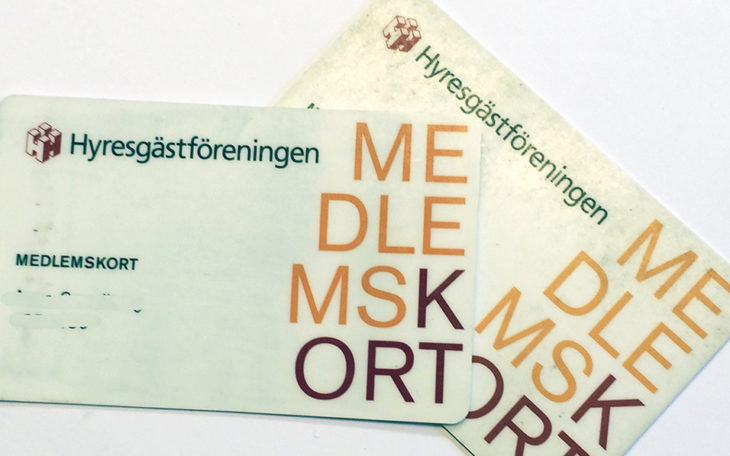 Hyresgästföreningen
ME
DLE
MSK
ORT
MEDLEMSKORT
Hyresgästföreningen
ME
DLE
MSK
ORT